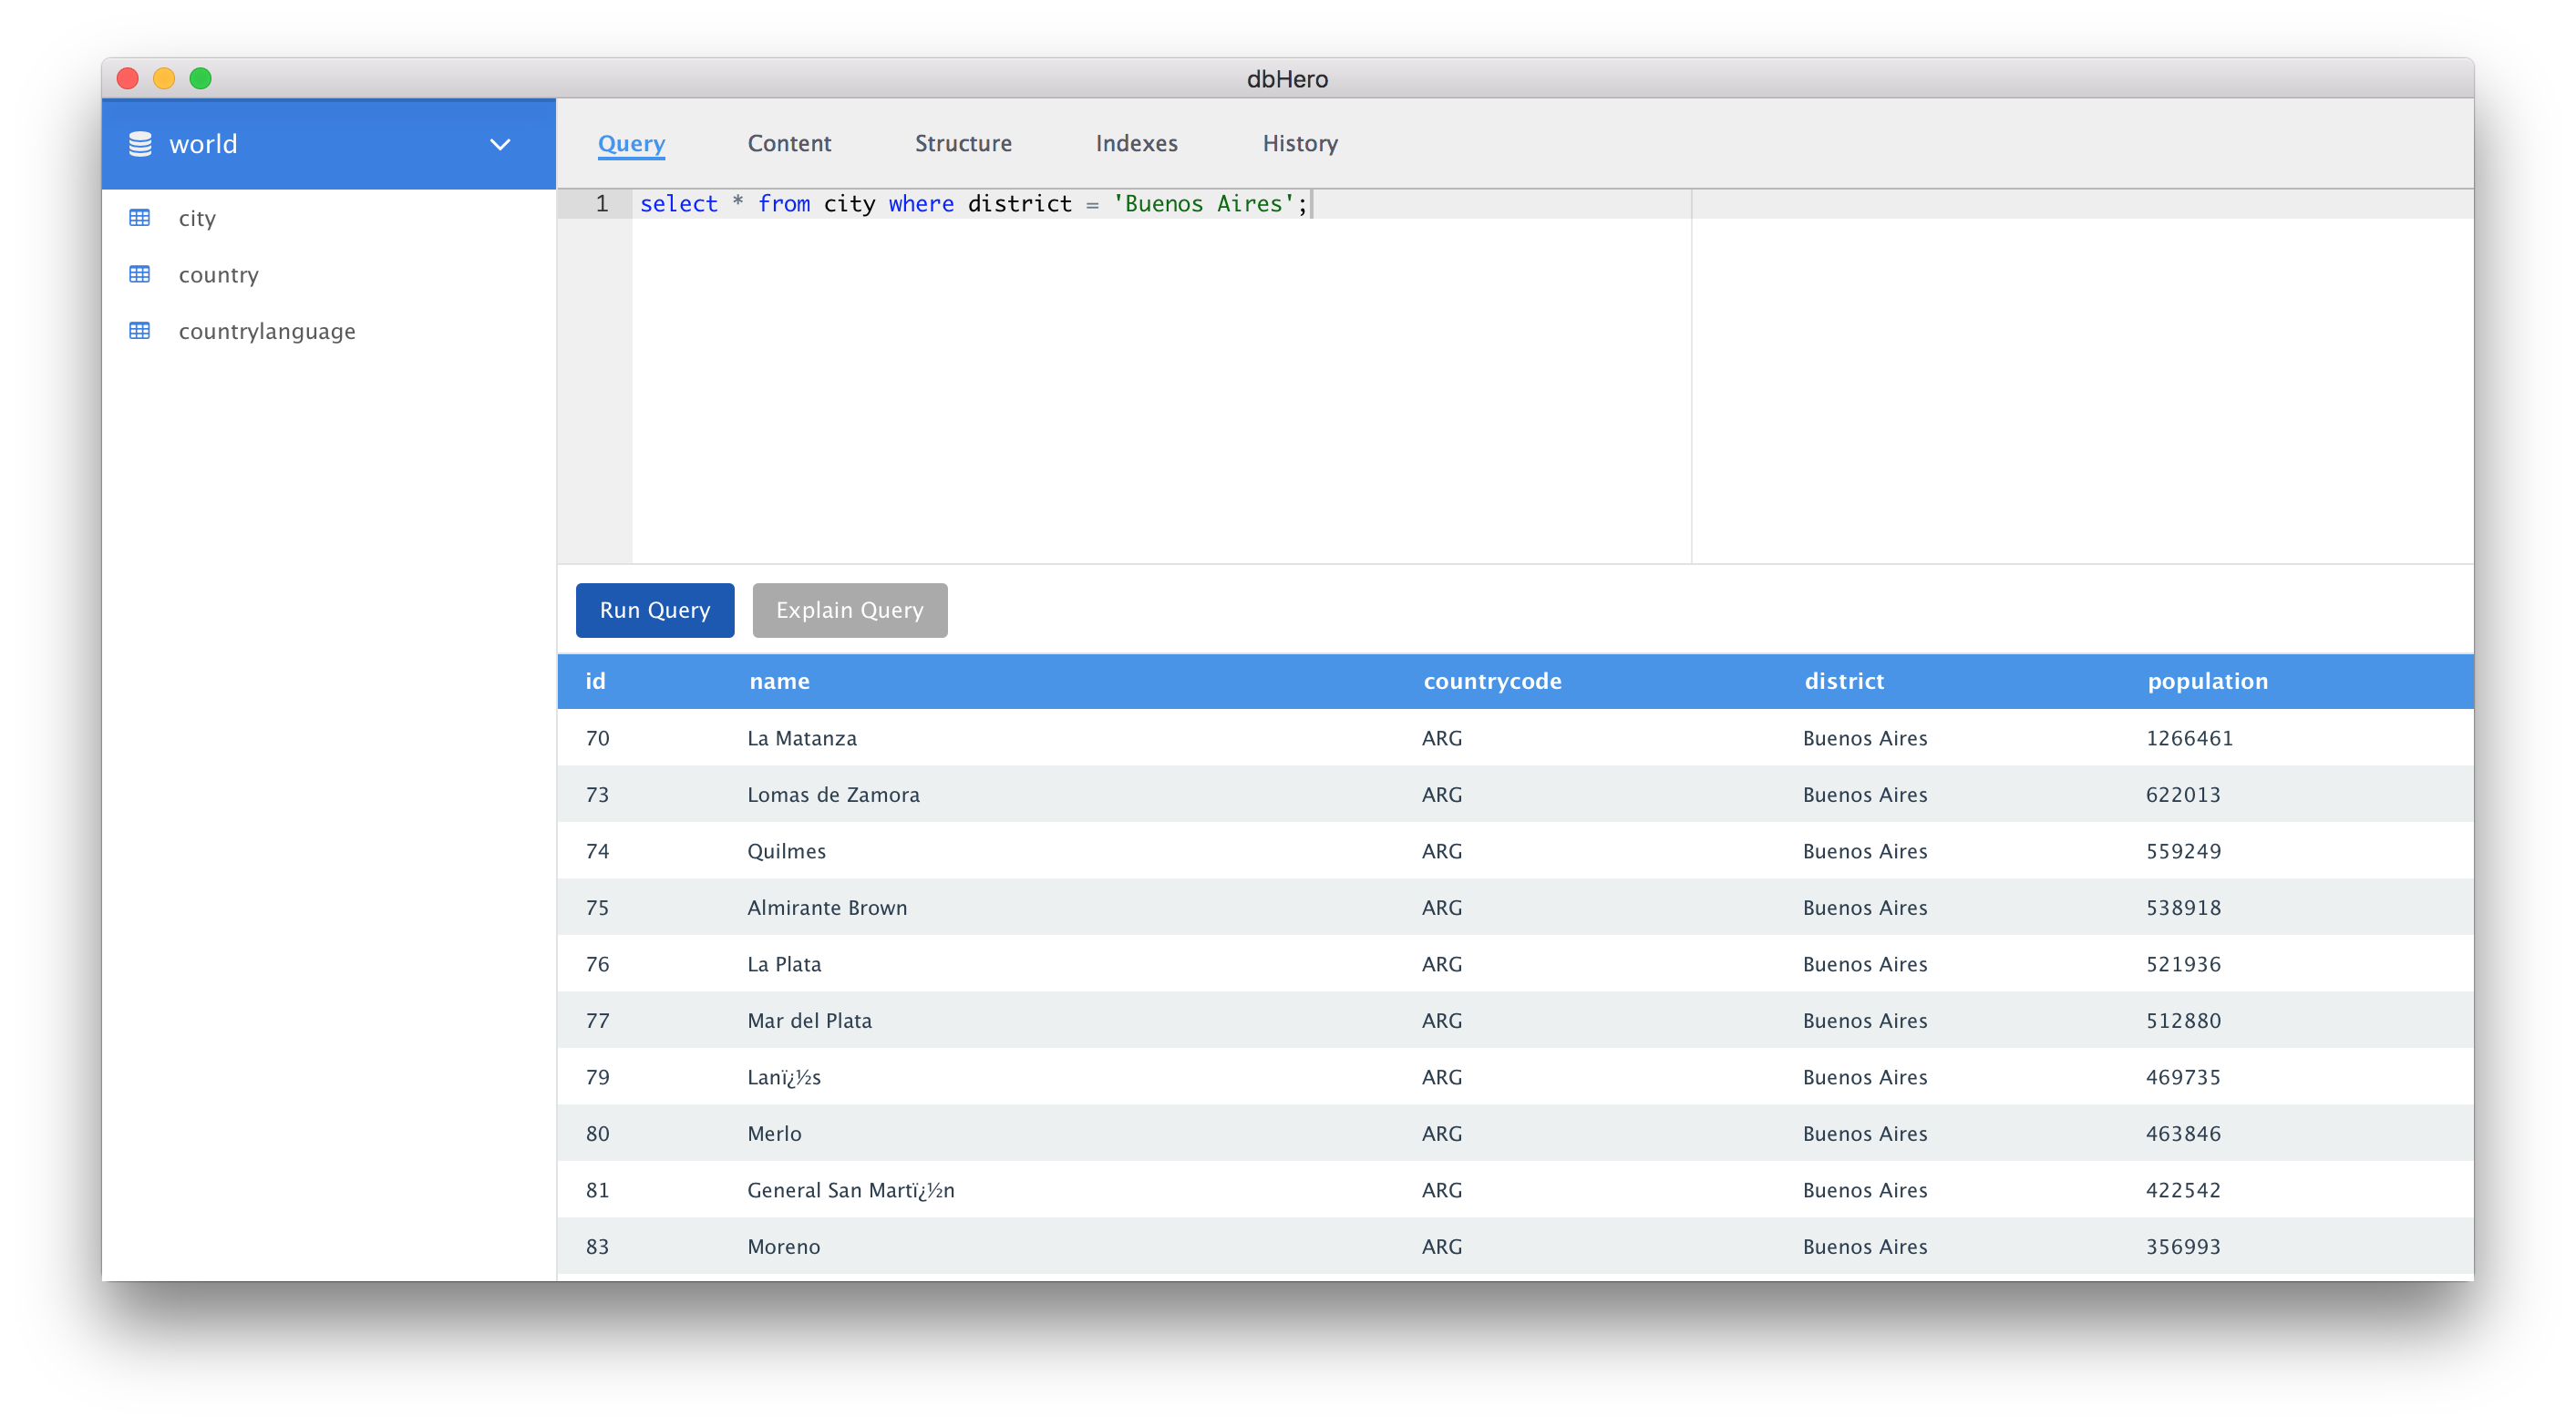 dbHero
world
Query Content Structure Indexes History
city
country
countrylanguage
1 select * from city where district = 'Buenos Aires';
Run Query Explain Query
id name countrycode district population
70 La Matanza ARG Buenos Aires 1266461
73 Lomas de Zamora ARG Buenos Aires 622013
74 Quilmes ARG Buenos Aires 559249
75 Almirante Brown ARG Buenos Aires 538918
76 La Plata ARG Buenos Aires 521936
77 Mar del Plata ARG Buenos Aires 512880
79 Lanï¿½s ARG Buenos Aires 469735
80 Merlo ARG Buenos Aires 463846
81 General San Martï¿½n ARG Buenos Aires 422542
83 Moreno ARG Buenos Aires 356993